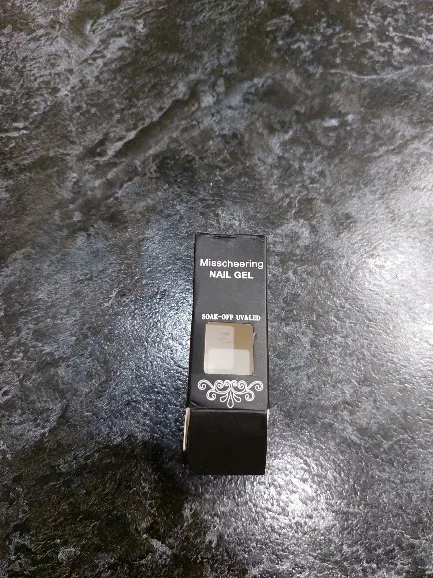 Misscheering
NAIL GEL
SOAK-OFF UV&LED